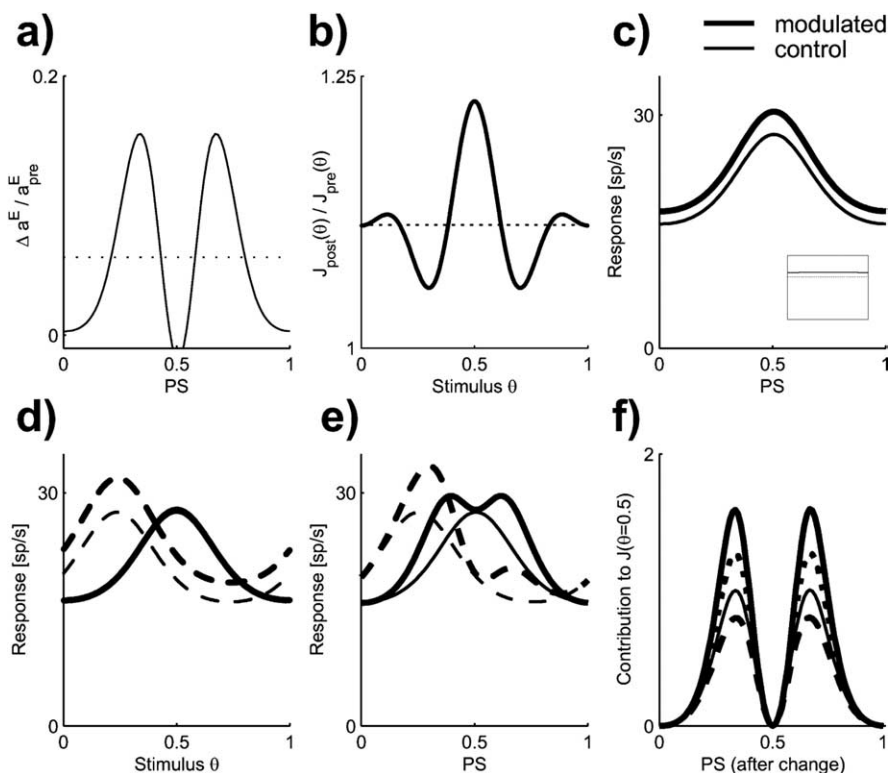 a)
b)
c)
modulated
control
0.2
0
Δ a^E / a^E_pre
0
0.5
1
PS
1.25
1
J_post(θ) / J_pre(θ)
0
0.5
1
Stimulus θ
30
0
Response [sp/s]
0
0.5
1
PS
d)
e)
f)
30
0
Response [sp/s]
0
0.5
1
Stimulus θ
30
0
Response [sp/s]
0
0.5
1
PS
2
0
Contribution to J(θ=0.5)
0
0.5
1
PS (after change)